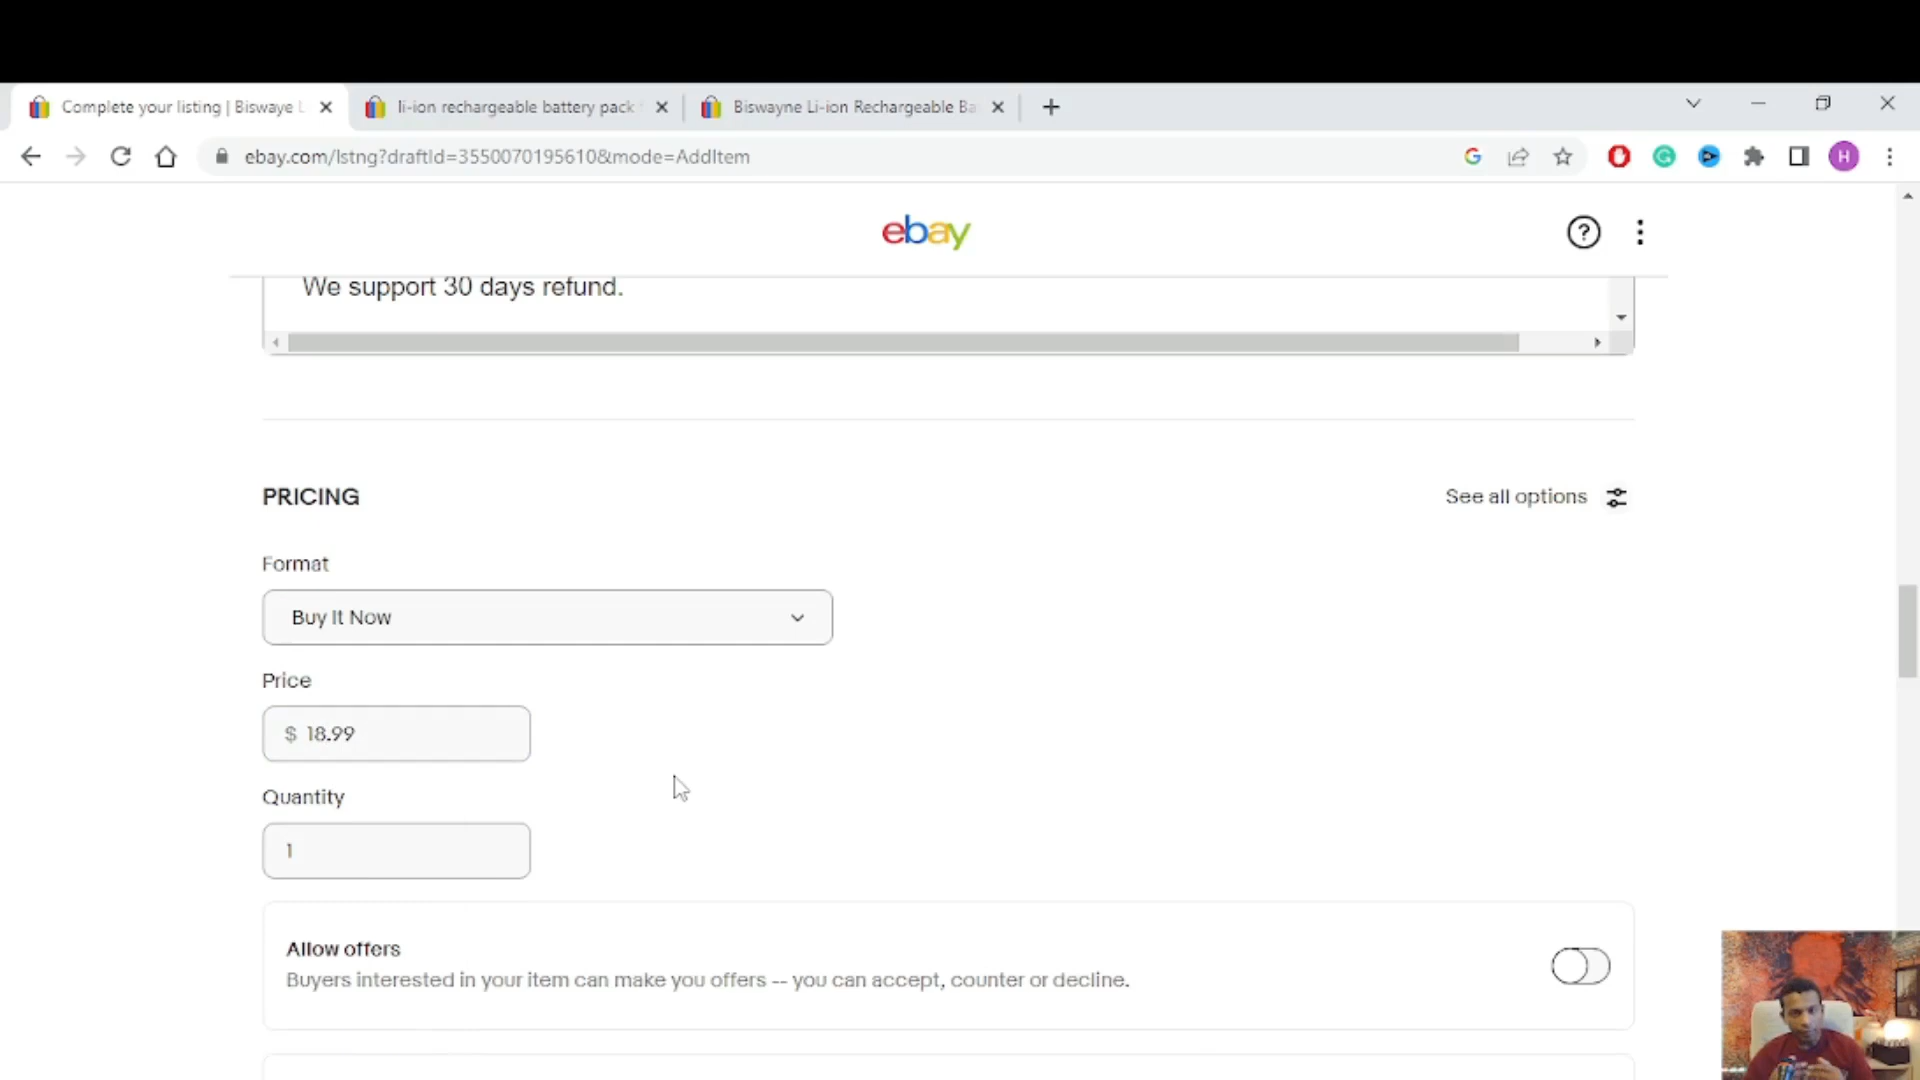 Complete your listing | Biswaye L
li-ion rechargeable battery pack
Biswayne Li-ion Rechargeable Ba
ebay.com/lstng?draftId=3550070195610&mode=AddItem
H
ebay
We support 30 days refund.
PRICING
See all options
Format
Buy It Now
Price
$ 18.99
Quantity
1
Allow offers
Buyers interested in your item can make you offers -- you can accept, counter or decline.